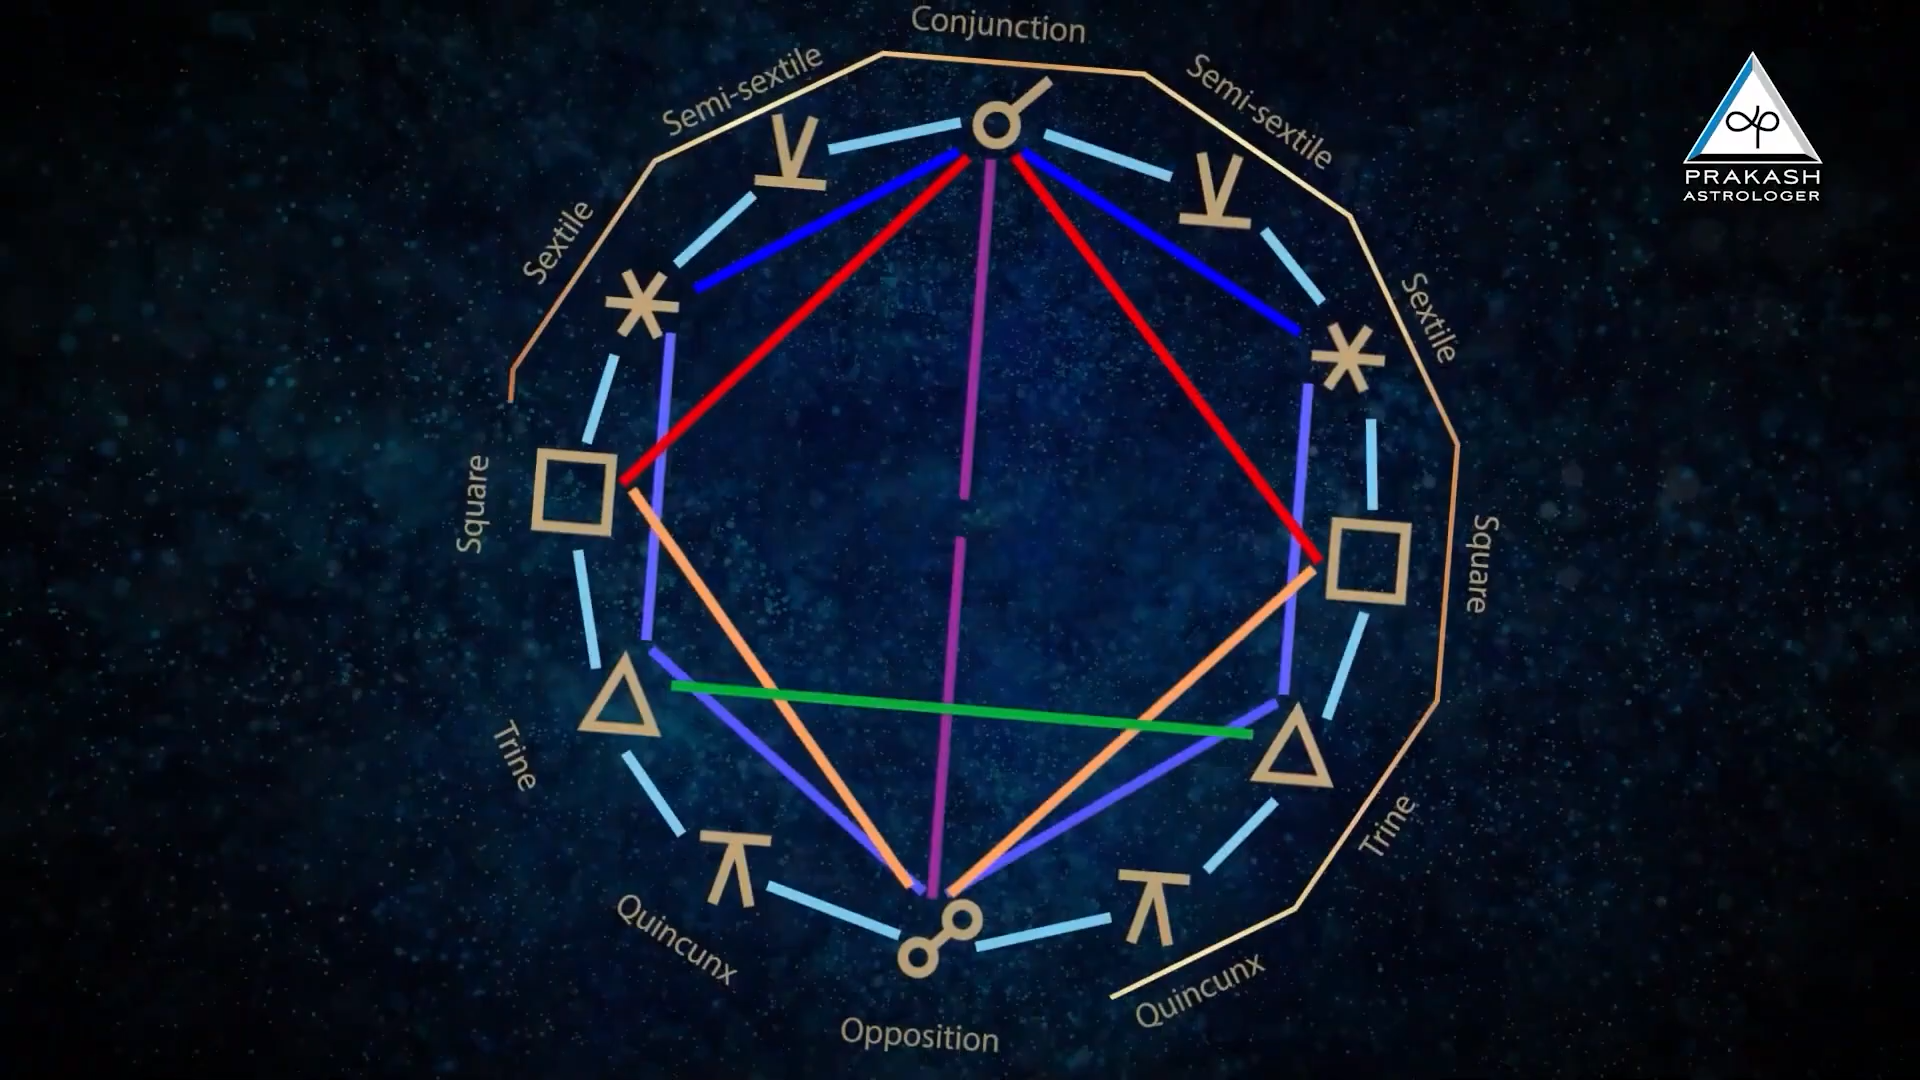 Conjunction
Semi-sextile
Semi-sextile
Sextile
Sextile
Square
Square
Trine
Trine
Quincunx
Quincunx
Opposition
PRAKASH
ASTROLOGER